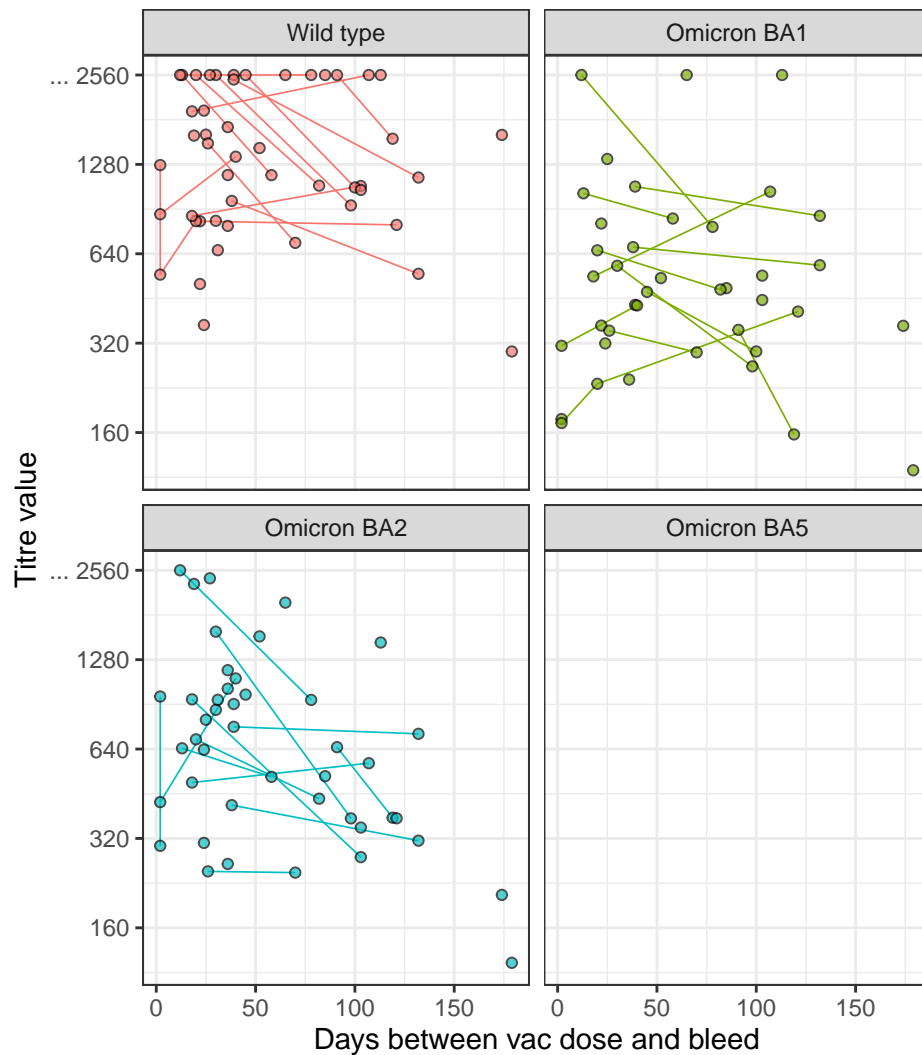 Wild type
Omicron BA1
... 2560
1280
640
320
160
Omicron BA2
Omicron BA5
... 2560
1280
640
320
160
0 50 100 150
0 50 100 150
Titre value
Days between vac dose and bleed